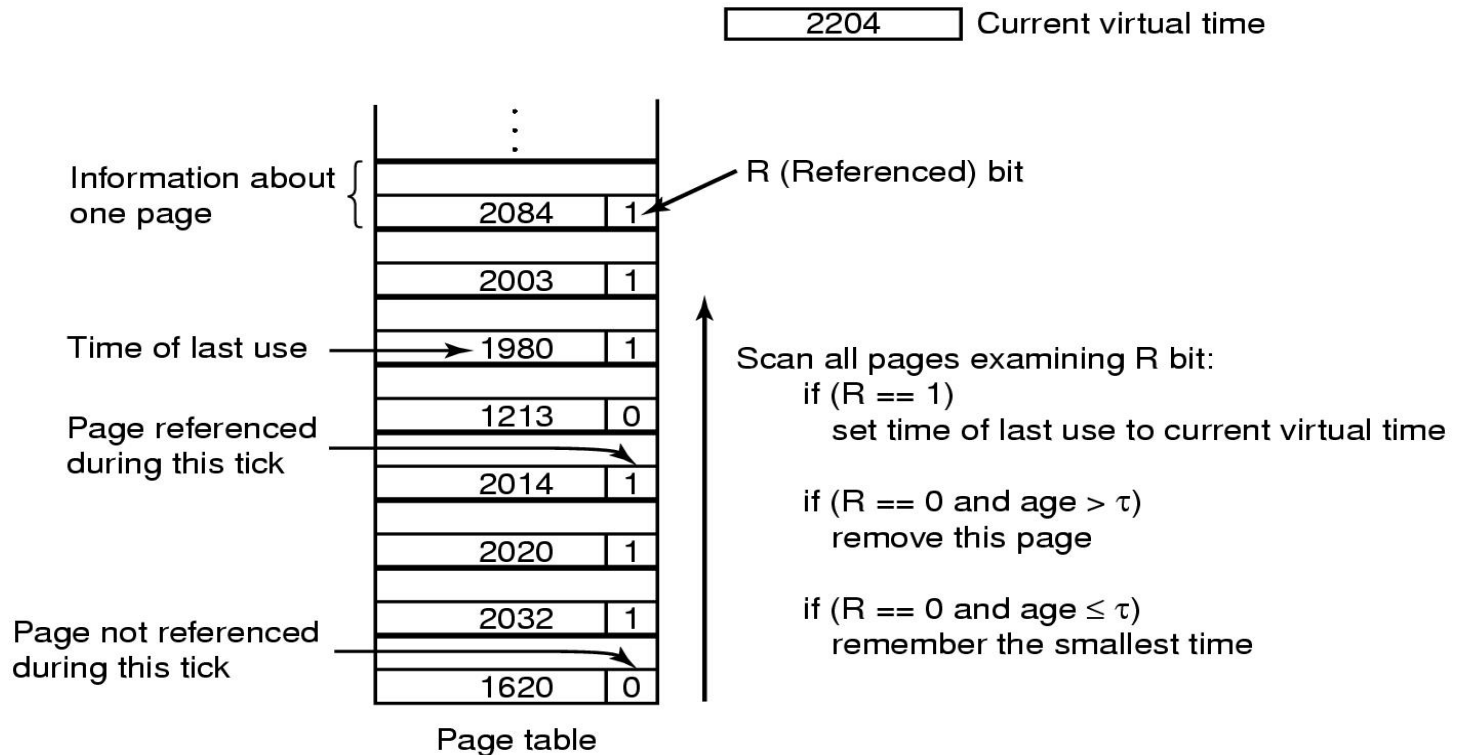 2204 Current virtual time
Information about
one page
R (Referenced) bit
2084 1
2003 1
Time of last use
1980 1
1213 0
Page referenced
during this tick
2014 1
2020 1
2032 1
Page not referenced
during this tick
1620 0
Page table
Scan all pages examining R bit:
if (R == 1)
set time of last use to current virtual time
if (R == 0 and age > τ)
remove this page
if (R == 0 and age ≤ τ)
remember the smallest time